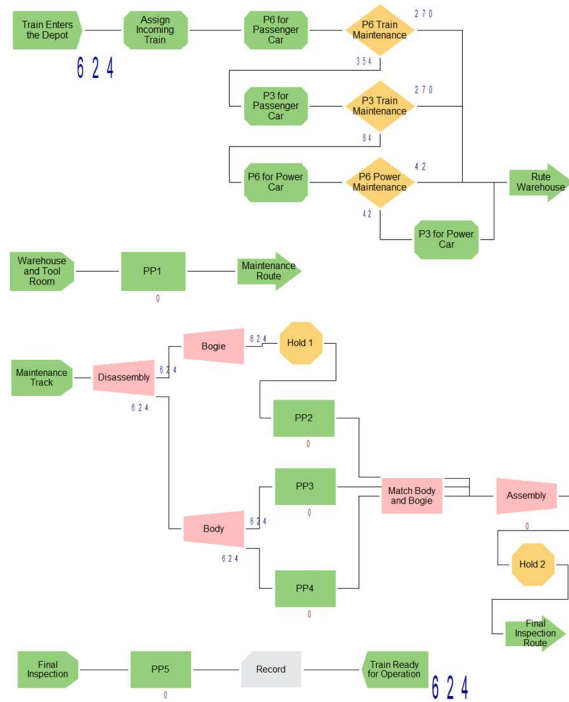 Train Enters
the Depot
624
Assign
Incoming
Train
P6 for
Passenger
Car
P6 Train
Maintenance
270
354
P3 for
Passenger
Car
P3 Train
Maintenance
270
84
P6 for Power
Car
P6 Power
Maintenance
42
42
P3 for Power
Car
Rute
Warehouse
Warehouse
and Tool
Room
PP1
0
Maintenance
Route
Maintenance
Track
Disassembly
624
624
Bogie
624
Hold 1
PP2
0
Body
624
624
PP3
0
PP4
0
Match Body
and Bogie
Assembly
0
Hold 2
Final
Inspection
Route
Final
Inspection
PP5
0
Record
Train Ready
for Operation
624